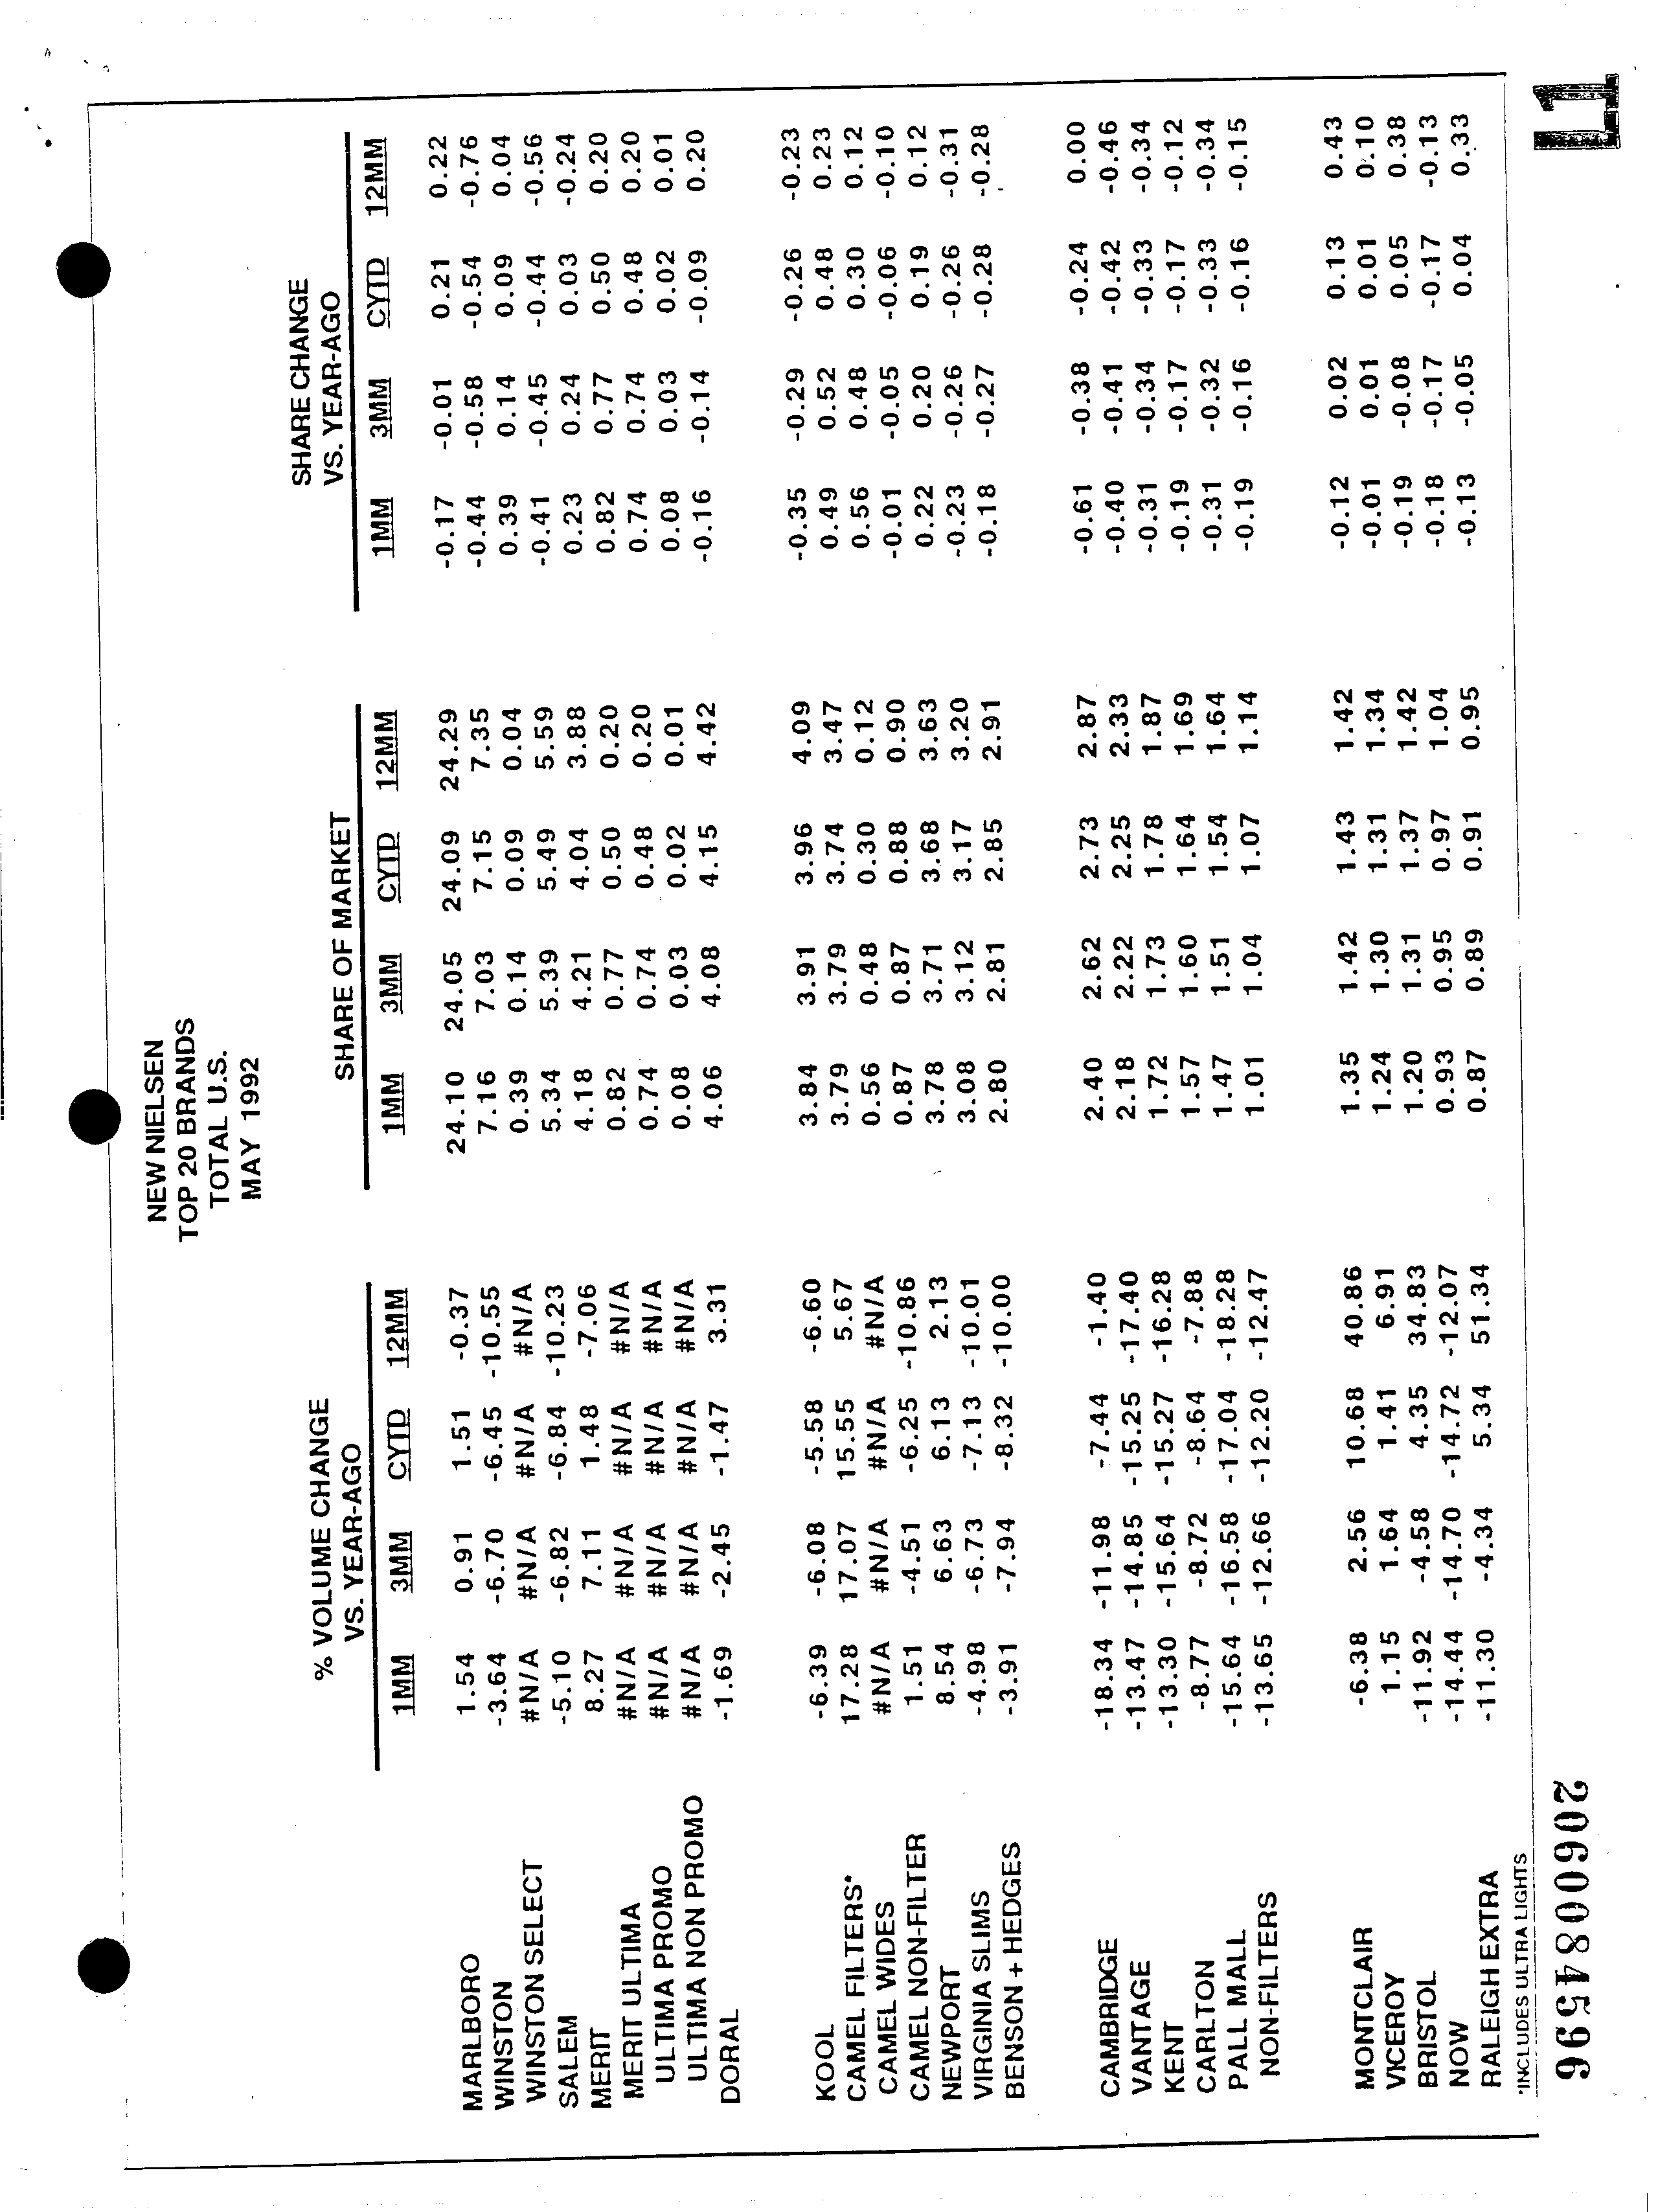 NEW NIELSEN
TOP 20 BRANDS
TOTAL U.S.
MAY 1992
% VOLUME CHANGE VS. YEAR-AGO SHARE OF MARKET SHARE CHANGE VS. YEAR-AGO
1MM 3MM CYTD 12MM 1MM 3MM CYTD 12MM 1MM 3MM CYTD 12MM
MARLBORO 1.54 0.91 1.51 -0.37 24.10 24.05 24.09 24.29 -0.17 -0.01 0.21 0.22
WINSTON -3.64 -6.70 -6.45 -10.55 7.16 7.03 7.15 7.35 -0.44 -0.58 -0.54 -0.76
WINSTON SELECT #N/A #N/A #N/A #N/A 0.39 0.14 0.09 0.04 0.39 0.14 0.09 0.04
SALEM -5.10 -6.82 -6.84 -10.23 5.34 5.39 5.49 5.59 -0.41 -0.45 -0.44 -0.56
MERIT 8.27 7.11 1.48 -7.06 4.18 4.21 4.04 3.88 0.23 0.24 0.03 -0.24
MERIT ULTIMA #N/A #N/A #N/A #N/A 0.82 0.77 0.50 0.20 0.82 0.77 0.50 0.20
ULTIMA PROMO #N/A #N/A #N/A #N/A 0.74 0.74 0.48 0.20 0.74 0.74 0.48 0.20
ULTIMA NON PROMO #N/A #N/A #N/A #N/A 0.08 0.03 0.02 0.01 0.08 0.03 0.02 0.01
DORAL -1.69 -2.45 -1.47 3.31 4.06 4.08 4.15 4.42 -0.16 -0.14 -0.09 0.20
KOOL -6.39 -6.08 -5.58 -6.60 3.84 3.91 3.96 4.09 -0.35 -0.29 -0.26 -0.23
CAMEL FILTERS* 17.28 17.07 15.55 5.67 3.79 3.79 3.74 3.47 0.49 0.52 0.48 0.23
CAMEL WIDES #N/A #N/A #N/A #N/A 0.56 0.48 0.30 0.12 0.56 0.48 0.30 0.12
CAMEL NON-FILTER 1.51 -4.51 -6.25 -10.86 0.87 0.87 0.88 0.90 -0.01 -0.05 -0.06 -0.10
NEWPORT 8.54 6.63 6.13 2.13 3.78 3.71 3.68 3.63 0.22 0.20 0.19 0.12
VIRGINIA SLIMS -4.98 -6.73 -7.13 -10.01 3.08 3.12 3.17 3.20 -0.23 -0.26 -0.26 -0.31
BENSON + HEDGES -3.91 -7.94 -8.32 -10.00 2.80 2.81 2.85 2.91 -0.18 -0.27 -0.28 -0.28
CAMBRIDGE -18.34 -11.98 -7.44 -1.40 2.40 2.62 2.73 2.87 -0.61 -0.38 -0.24 0.00
VANTAGE -13.47 -14.85 -15.25 -17.40 2.18 2.22 2.25 2.33 -0.40 -0.41 -0.42 -0.46
KENT -13.30 -15.64 -15.27 -16.28 1.72 1.73 1.78 1.87 -0.31 -0.34 -0.33 -0.34
CARLTON -8.77 -8.72 -8.64 -7.88 1.57 1.60 1.64 1.69 -0.19 -0.17 -0.17 -0.12
PALL MALL -15.64 -16.58 -17.04 -18.28 1.47 1.51 1.54 1.64 -0.31 -0.32 -0.33 -0.34
NON-FILTERS -13.65 -12.66 -12.20 -12.47 1.01 1.04 1.07 1.14 -0.19 -0.16 -0.16 -0.15
MONTCLAIR -6.38 2.56 10.68 40.86 1.35 1.42 1.43 1.42 -0.12 0.02 0.13 0.43
VICEROY 1.15 1.64 1.41 6.91 1.24 1.30 1.31 1.34 -0.01 0.01 0.01 0.10
BRISTOL -11.92 -4.58 4.35 34.83 1.20 1.31 1.37 1.42 -0.19 -0.08 0.05 0.38
NOW -14.44 -14.70 -14.72 -12.07 0.93 0.95 0.97 1.04 -0.18 -0.17 -0.17 -0.13
RALEIGH EXTRA -11.30 -4.34 5.34 51.34 0.87 0.89 0.91 0.95 -0.13 -0.05 0.04 0.33
*INCLUDES ULTRA LIGHTS
2060084596
L1